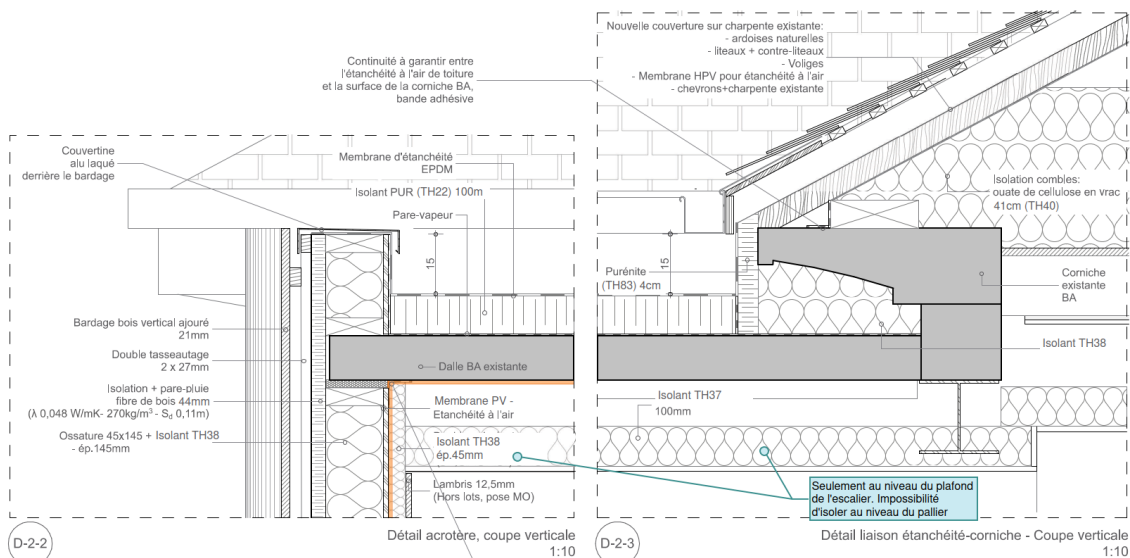 Couvertine
alu laqué
derrière le bardage
Continuité à garantir entre
l'étanchéité à l'air de toiture
et la surface de la corniche BA,
bande adhésive
Membrane d'étanchéité
EPDM
Isolant PUR (TH22) 100m
Pare-vapeur
15
Bardage bois vertical ajouré
21mm
Dalle BA existante
Double tasseautage
2 x 27mm
Isolation + pare-pluie
fibre de bois 44mm
(λ 0,048 W/mK- 270kg/m³ - Sd 0,11m)
Membrane PV -
Etanchéité à l'air
Ossature 45x145 + Isolant TH38
- ép.145mm
Isolant TH38
ép.45mm
Lambris 12,5mm
(Hors lots, pose MO)
D-2-2
Détail acrotère, coupe verticale
1:10
Nouvelle couverture sur charpente existante:
- ardoises naturelles
- liteaux + contre-liteaux
- Voliges
- Membrane HPV pour étanchéité à l'air
- chevrons+charpente existante
Isolation combles:
ouate de cellulose en vrac
41cm (TH40)
15
Purénite
(TH83) 4cm
Corniche
existante
BA
Isolant TH38
Isolant TH37
100mm
Seulement au niveau du plafond
de l'escalier. Impossibilité
d'isoler au niveau du pallier
D-2-3
Détail liaison étanchéité-corniche - Coupe verticale
1:10